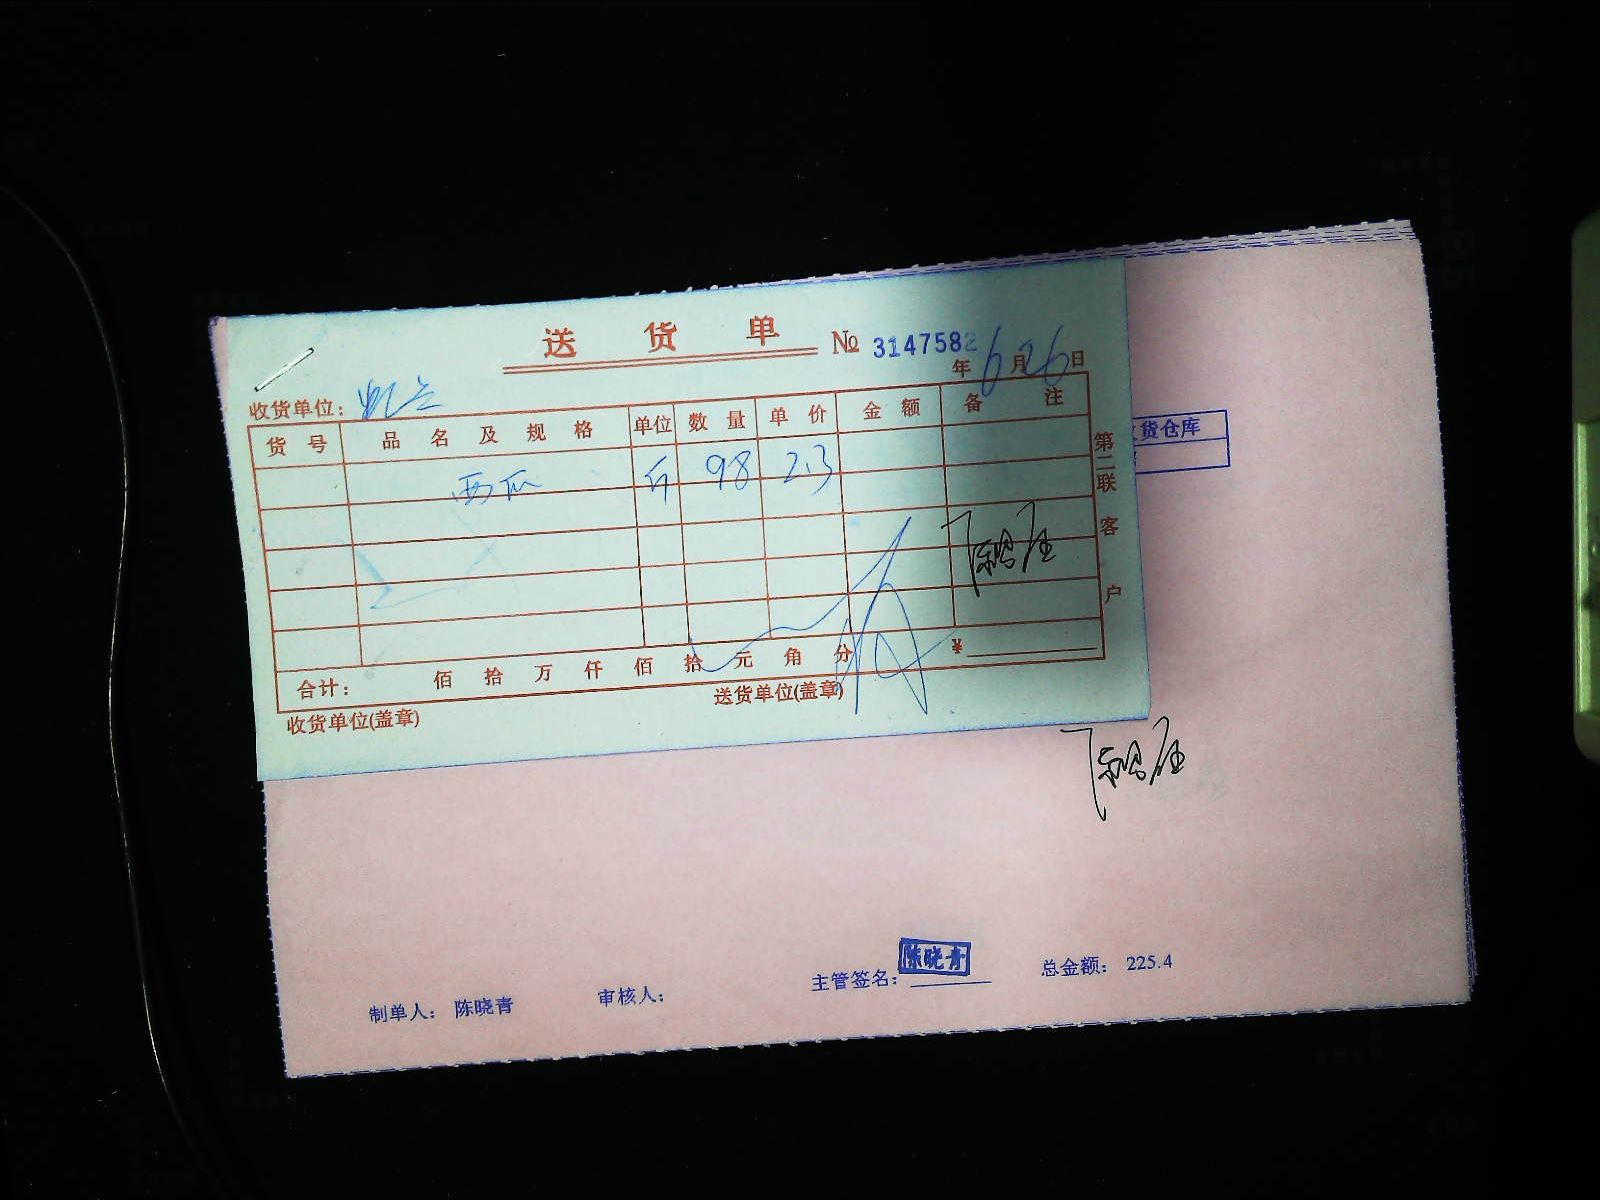 送 货 单 № 3147582
年 6 月 26 日
收货单位：
货 号 品 名 及 规 格 单位 数 量 单 价 金 额 备 注
西瓜 斤 98 2.3
第二联 客 户
合计： 佰 拾 万 仟 佰 拾 元 角 分 ¥
收货单位(盖章) 送货单位(盖章)
货仓库
制单人： 陈晓青 审核人： 主管签名： 陈晓青 总金额： 225.4